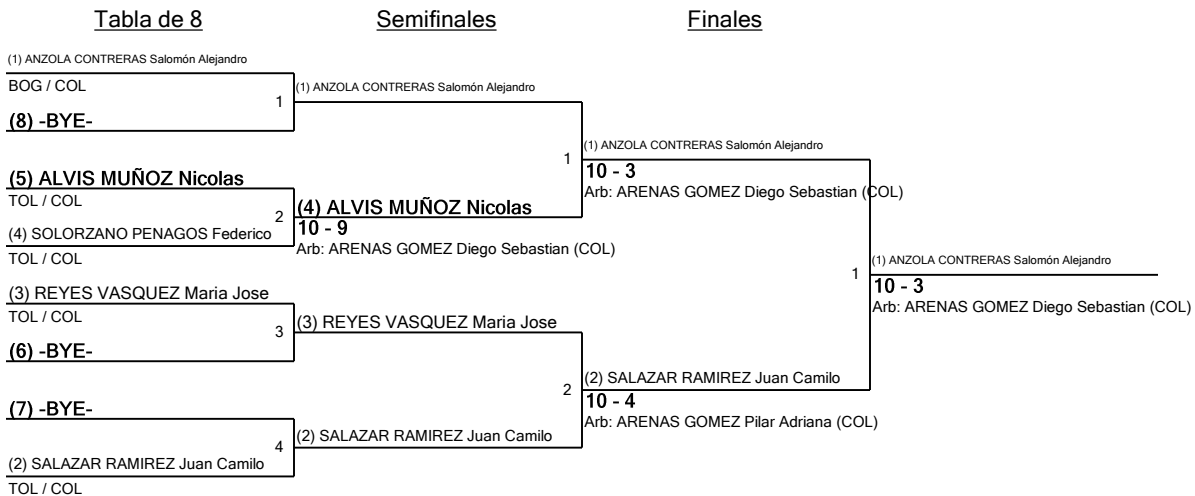 Tabla de 8
Semifinales
Finales
(1) ANZOLA CONTRERAS Salomón Alejandro
BOG / COL
1
(1) ANZOLA CONTRERAS Salomón Alejandro
(8) -BYE-
1
(1) ANZOLA CONTRERAS Salomón Alejandro
10 - 3
Arb: ARENAS GOMEZ Diego Sebastian (COL)
(5) ALVIS MUÑOZ Nicolas
TOL / COL
2
(4) ALVIS MUÑOZ Nicolas
10 - 9
Arb: ARENAS GOMEZ Diego Sebastian (COL)
(4) SOLORZANO PENAGOS Federico
TOL / COL
1
(1) ANZOLA CONTRERAS Salomón Alejandro
10 - 3
Arb: ARENAS GOMEZ Diego Sebastian (COL)
(3) REYES VASQUEZ Maria Jose
TOL / COL
3
(3) REYES VASQUEZ Maria Jose
(6) -BYE-
2
(2) SALAZAR RAMIREZ Juan Camilo
10 - 4
Arb: ARENAS GOMEZ Pilar Adriana (COL)
(7) -BYE-
4
(2) SALAZAR RAMIREZ Juan Camilo
(2) SALAZAR RAMIREZ Juan Camilo
TOL / COL